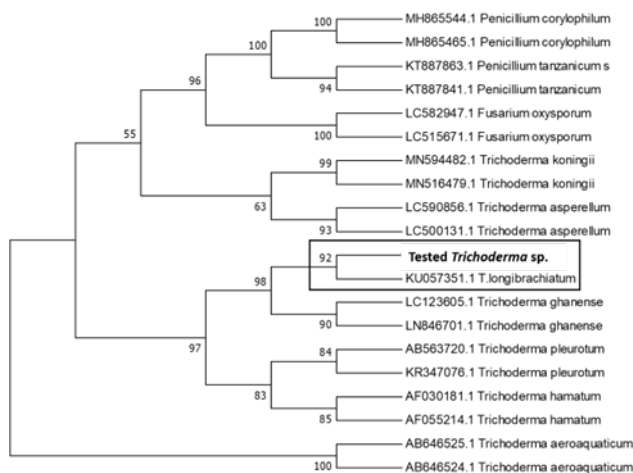 100
MH865544.1 Penicillium corylophilum
MH865465.1 Penicillium corylophilum
100
KT887863.1 Penicillium tanzanicum s
94
KT887841.1 Penicillium tanzanicum
96
LC582947.1 Fusarium oxysporum
100
LC515671.1 Fusarium oxysporum
55
99
MN594482.1 Trichoderma koningii
MN516479.1 Trichoderma koningii
63
LC590856.1 Trichoderma asperellum
93
LC500131.1 Trichoderma asperellum
92
Tested Trichoderma sp.
KU057351.1 T.longibrachiatum
98
LC123605.1 Trichoderma ghanense
90
LN846701.1 Trichoderma ghanense
97
84
AB563720.1 Trichoderma pleurotum
KR347076.1 Trichoderma pleurotum
83
AF030181.1 Trichoderma hamatum
85
AF055214.1 Trichoderma hamatum
AB646525.1 Trichoderma aeroaquaticum
100
AB646524.1 Trichoderma aeroaquaticum